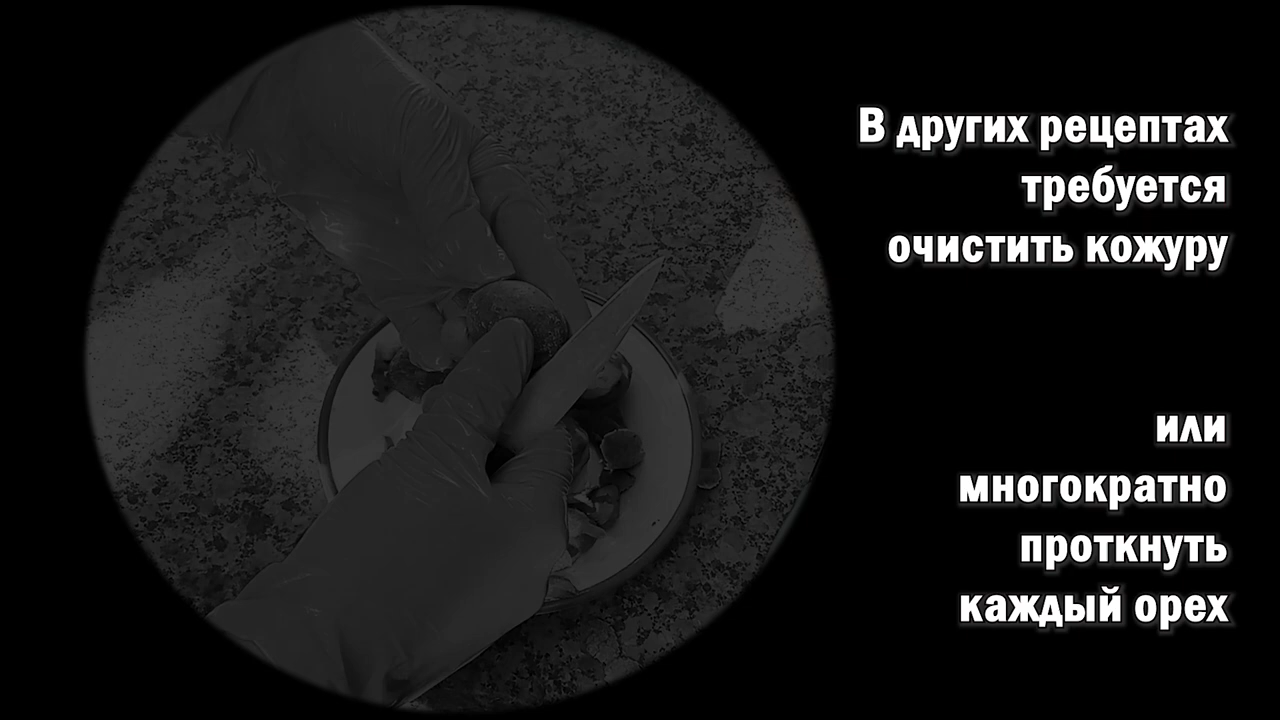 В других рецептах
требуется
очистить кожуру
или
многократно
проткнуть
каждый орех